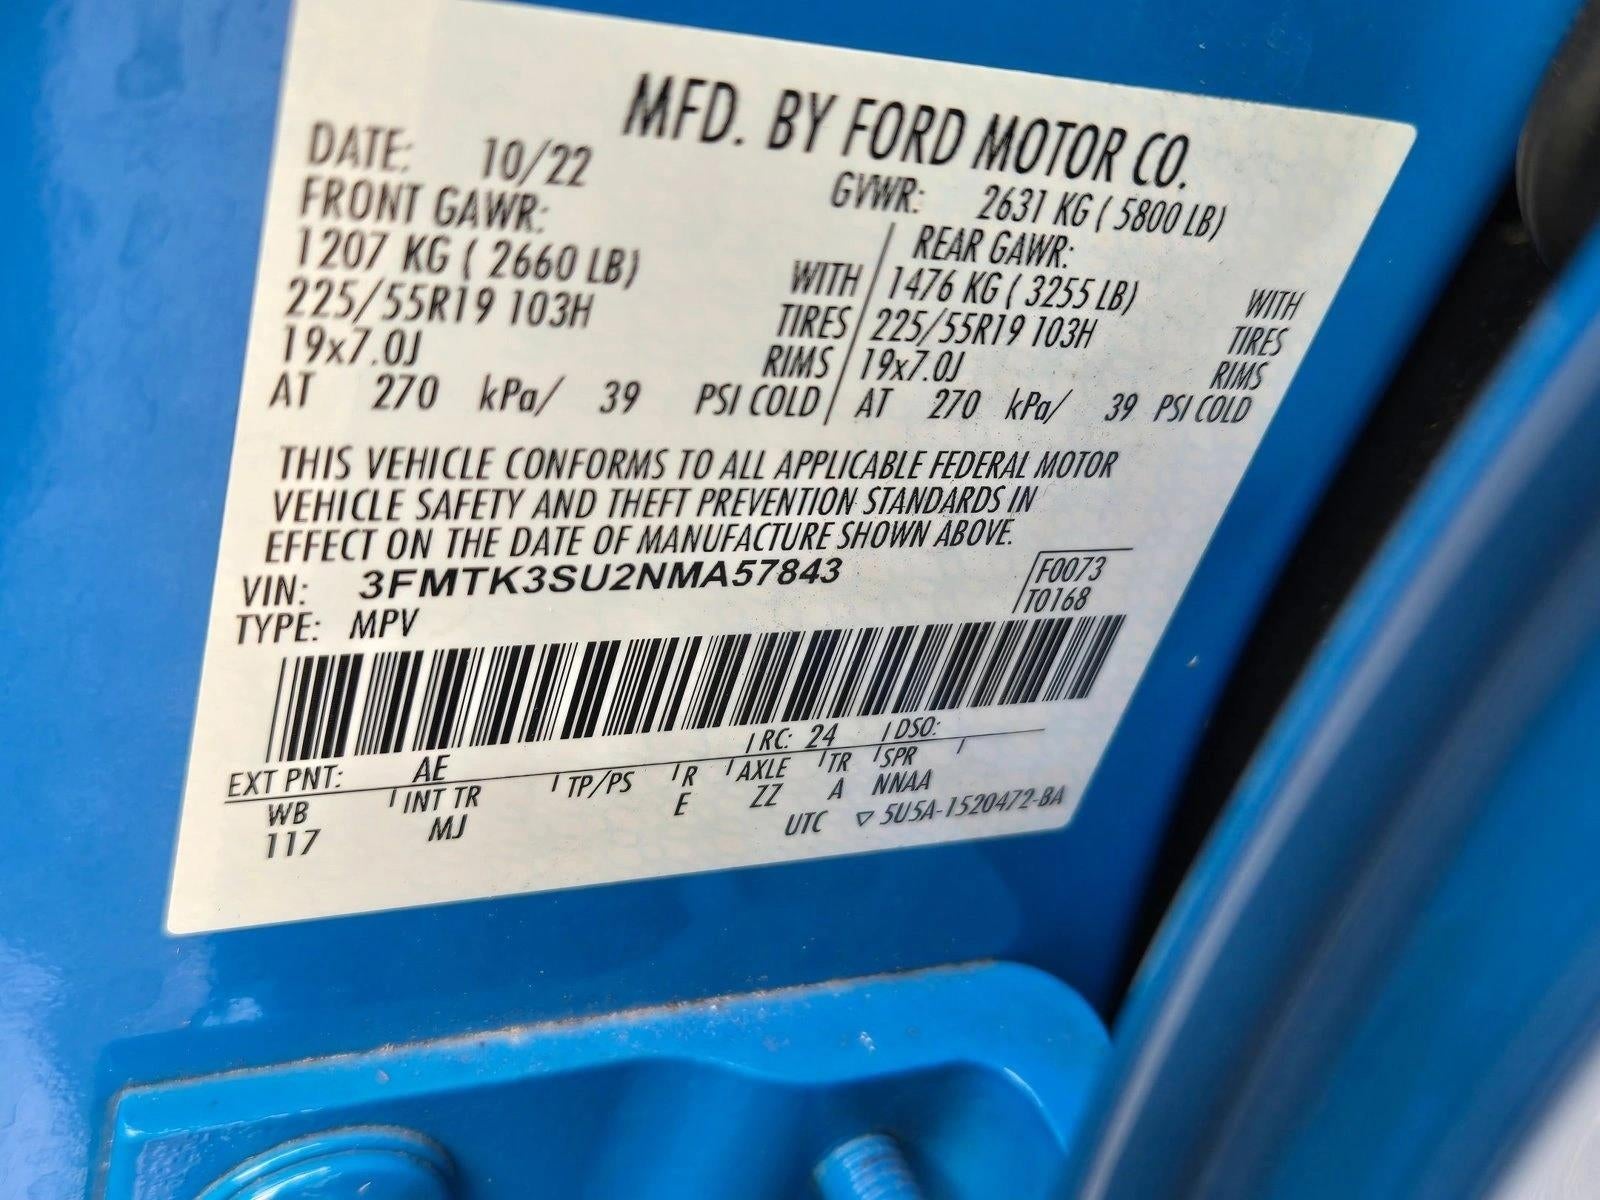 MFD. BY FORD MOTOR CO.
DATE: 10/22 GVWR: 2631 KG ( 5800 LB)
FRONT GAWR: REAR GAWR:
1207 KG ( 2660 LB) WITH 1476 KG ( 3255 LB) WITH
225/55R19 103H TIRES 225/55R19 103H TIRES
19x7.0J RIMS 19x7.0J RIMS
AT 270 kPa/ 39 PSI COLD AT 270 kPa/ 39 PSI COLD
THIS VEHICLE CONFORMS TO ALL APPLICABLE FEDERAL MOTOR
VEHICLE SAFETY AND THEFT PREVENTION STANDARDS IN
EFFECT ON THE DATE OF MANUFACTURE SHOWN ABOVE.
VIN: 3FMTK3SU2NMA57843 F0073
TYPE: MPV T0168
EXT PNT: AE RC: 24 DSO:
WB INT TR TP/PS R AXLE TR SPR
117 MJ E ZZ A NNAA
UTC ▽ 5U5A-1520472-BA